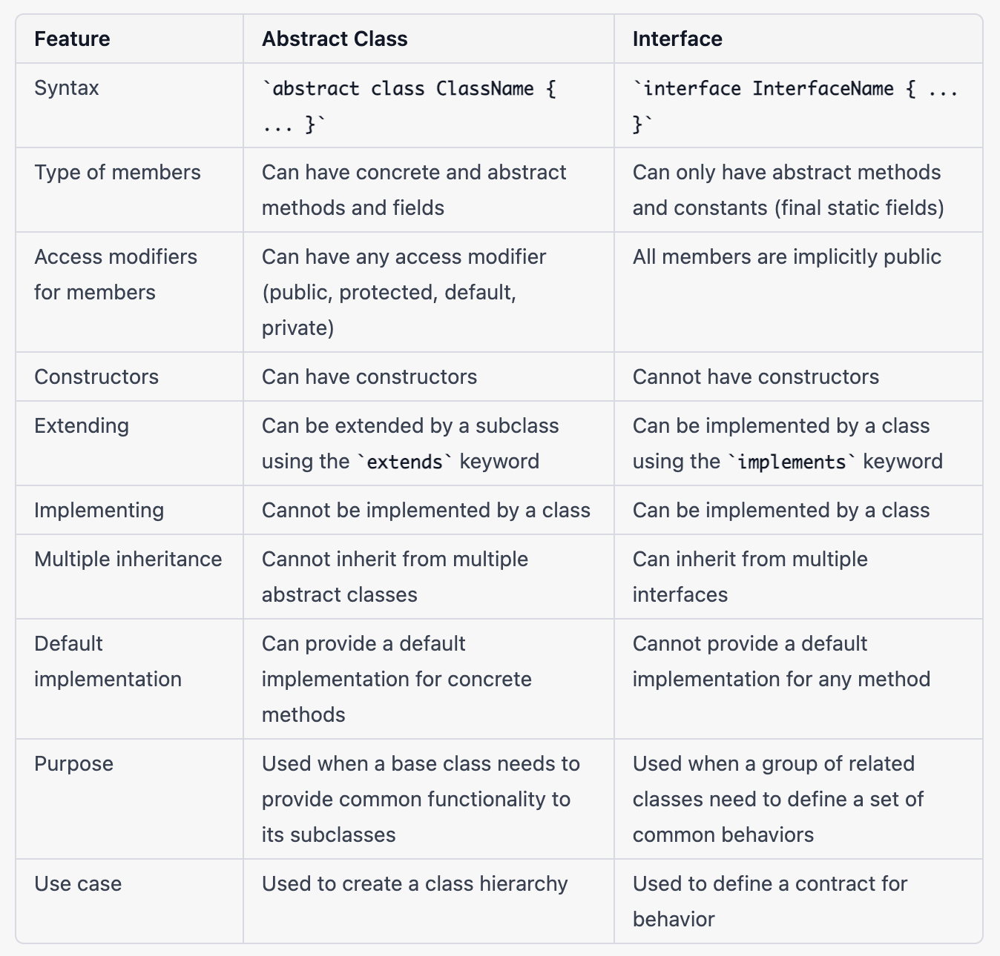 Feature
Abstract Class
Interface
Syntax
`abstract class ClassName {
... }`
`interface InterfaceName { ...
}`
Type of members
Can have concrete and abstract
methods and fields
Can only have abstract methods
and constants (final static fields)
Access modifiers
for members
Can have any access modifier
(public, protected, default,
private)
All members are implicitly public
Constructors
Can have constructors
Cannot have constructors
Extending
Can be extended by a subclass
using the `extends` keyword
Can be implemented by a class
using the `implements` keyword
Implementing
Cannot be implemented by a class
Can be implemented by a class
Multiple inheritance
Cannot inherit from multiple
abstract classes
Can inherit from multiple
interfaces
Default
implementation
Can provide a default
implementation for concrete
methods
Cannot provide a default
implementation for any method
Purpose
Used when a base class needs to
provide common functionality to
its subclasses
Used when a group of related
classes need to define a set of
common behaviors
Use case
Used to create a class hierarchy
Used to define a contract for
behavior